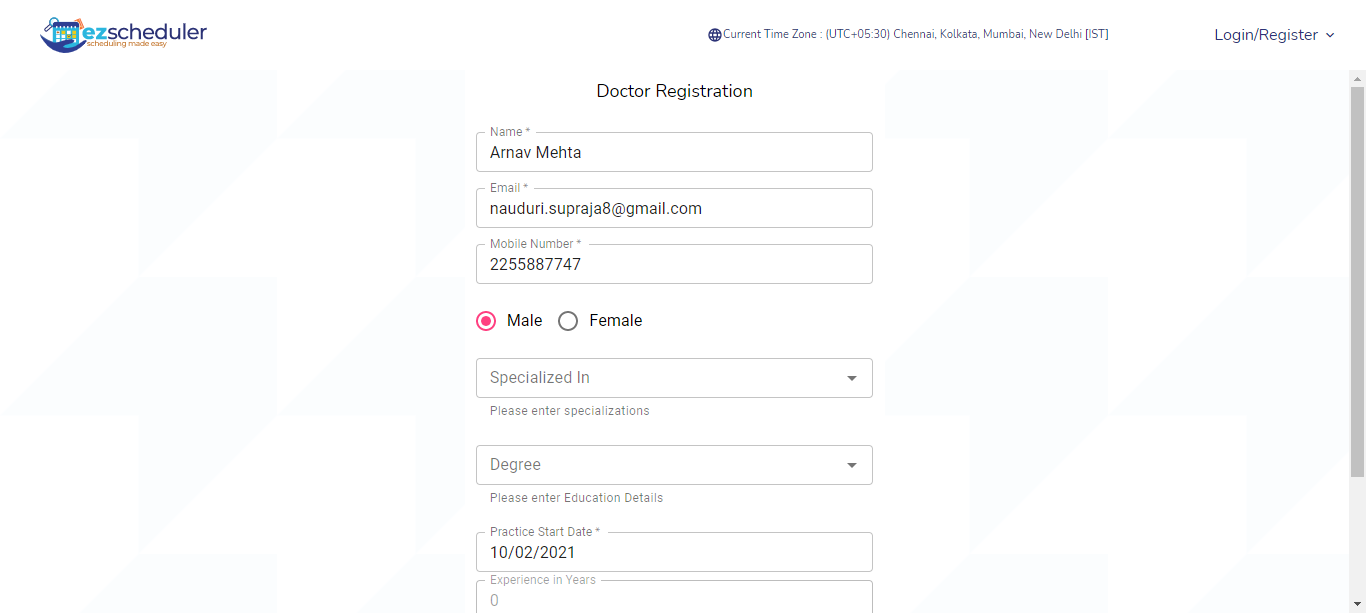 ezscheduler
scheduling made easy
Current Time Zone : (UTC+05:30) Chennai, Kolkata, Mumbai, New Delhi [IST]
Login/Register
Doctor Registration
Name *
Arnav Mehta
Email *
nauduri.supraja8@gmail.com
Mobile Number *
2255887747
Male Female
Specialized In
Please enter specializations
Degree
Please enter Education Details
Practice Start Date *
10/02/2021
Experience in Years
0